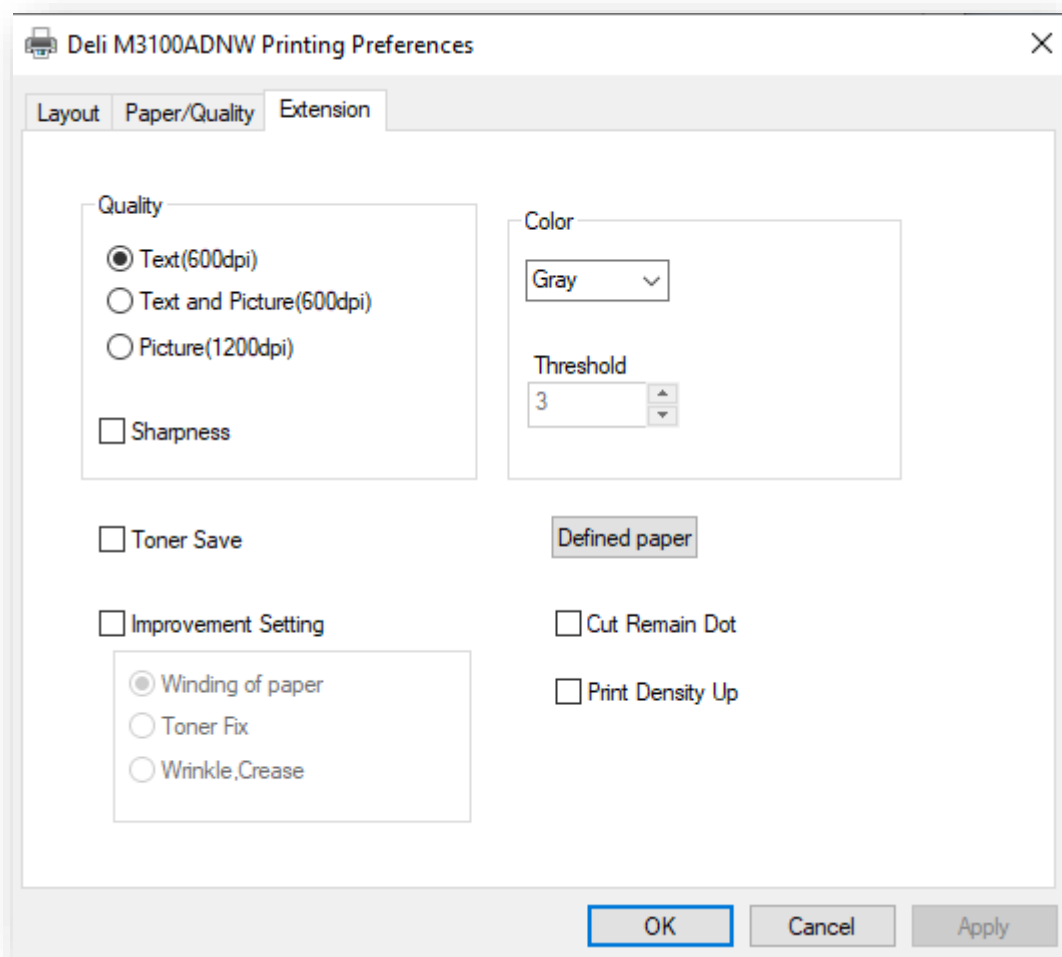 Deli M3100ADNW Printing Preferences
Layout Paper/Quality Extension
Quality
Text(600dpi)
Text and Picture(600dpi)
Picture(1200dpi)
Sharpness
Color
Gray
Threshold
3
Toner Save
Defined paper
Improvement Setting
Winding of paper
Toner Fix
Wrinkle,Crease
Cut Remain Dot
Print Density Up
OK Cancel Apply